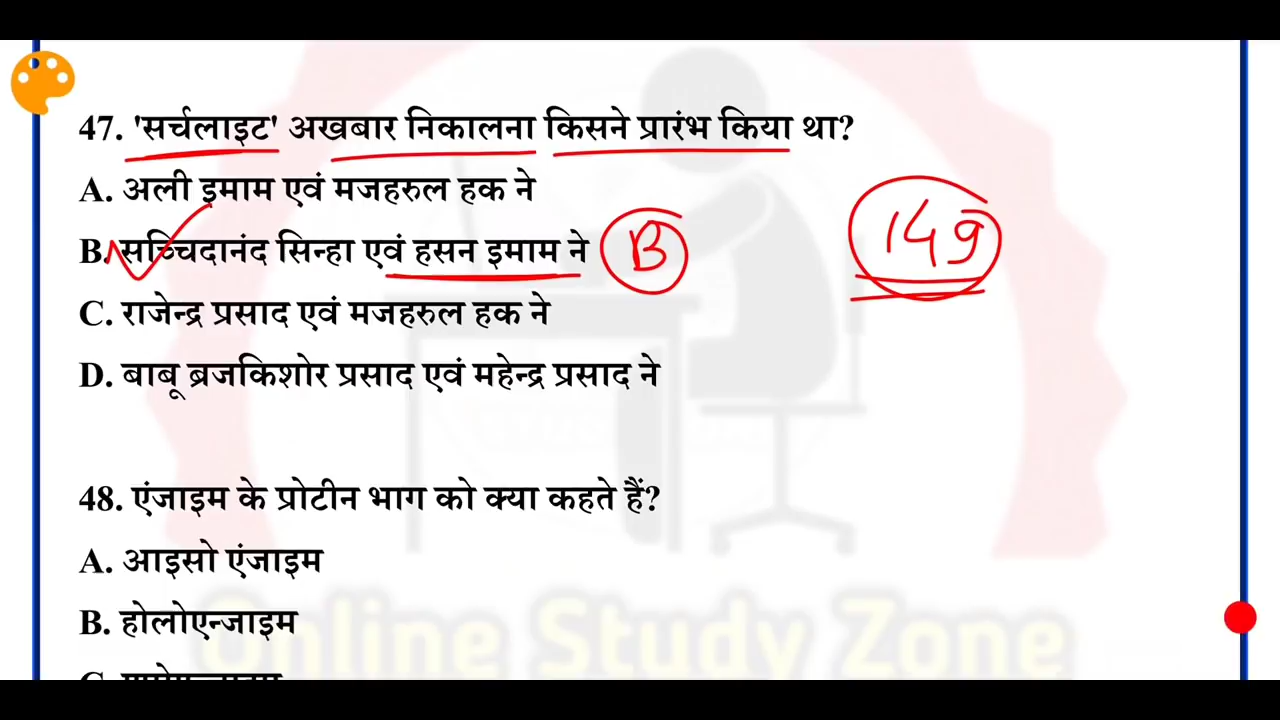 47. 'सर्चलाइट' अखबार निकालना किसने प्रारंभ किया था?
A. अली इमाम एवं मजहरुल हक ने
B. सच्चिदानंद सिन्हा एवं हसन इमाम ने B 149
C. राजेन्द्र प्रसाद एवं मजहरुल हक ने
D. बाबू ब्रजकिशोर प्रसाद एवं महेन्द्र प्रसाद ने
48. एंजाइम के प्रोटीन भाग को क्या कहते हैं?
A. आइसो एंजाइम
B. होलोएन्जाइम
Online Study Zone